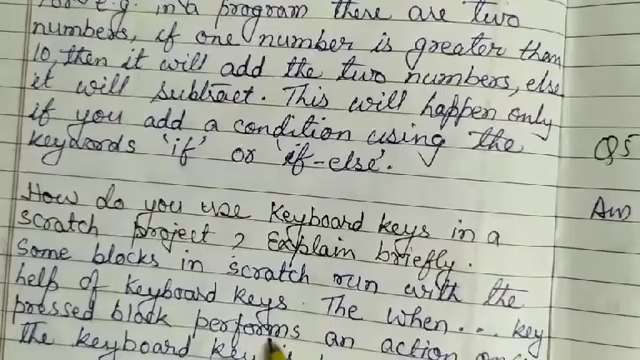 e.g. in a program there are two
numbers, if one number is greater than
10, then it will add the two numbers, else
it will subtract. This will happen only
if you add a condition using the
keywords 'if' or 'if-else'.
Q5
How do you use keyboard keys in a
Ans
scratch project? Explain briefly.
Some blocks in scratch run with the
help of keyboard keys. The when... key
pressed block performs an action
the keyboard